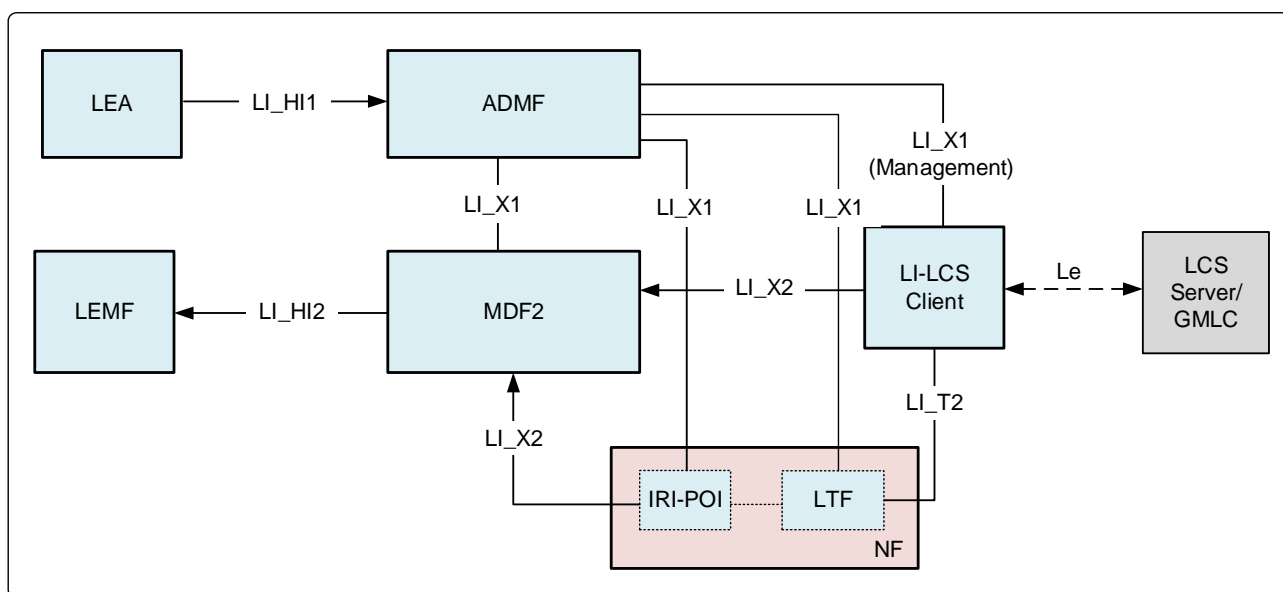 LEA
LI_HI1
ADMF
LI_X1
(Management)
LI_X1
LI_X1
LI_X1
LEMF
LI_HI2
MDF2
LI_X2
LI-LCS
Client
Le
LCS
Server/
GMLC
LI_X2
LI_T2
IRI-POI
LTF
NF